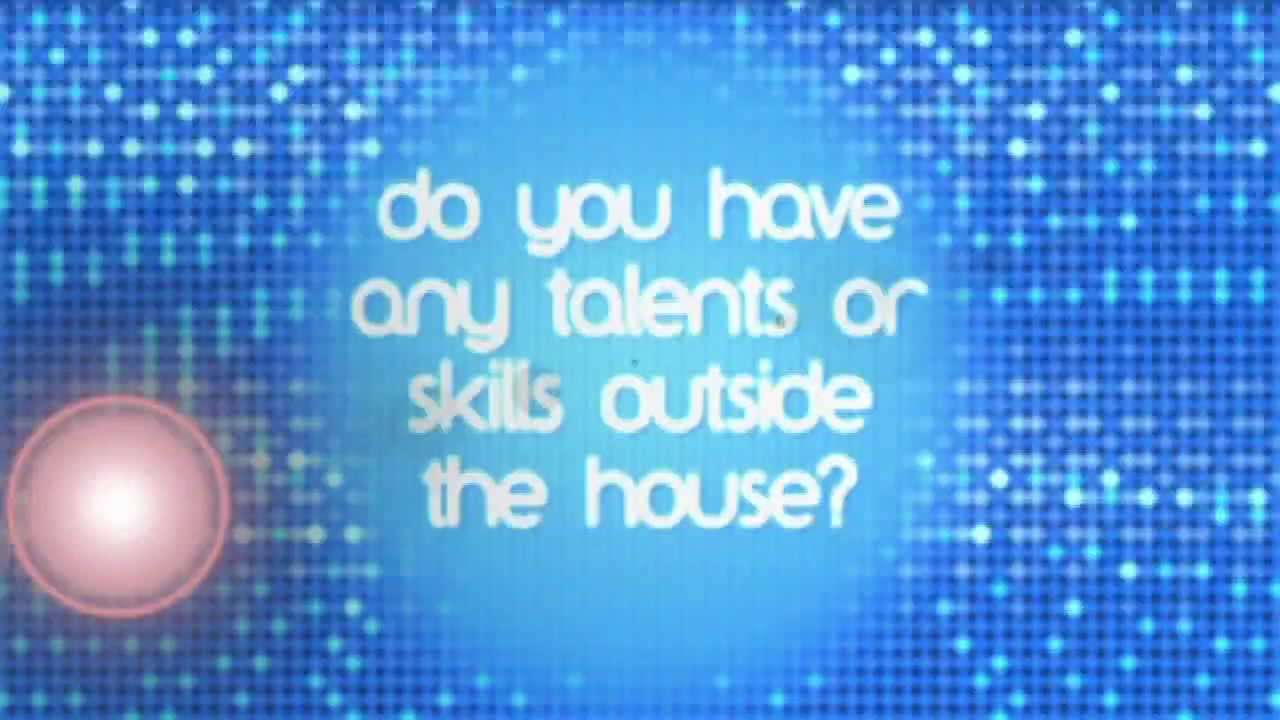 do you have
any talents or
skills outside
the house?